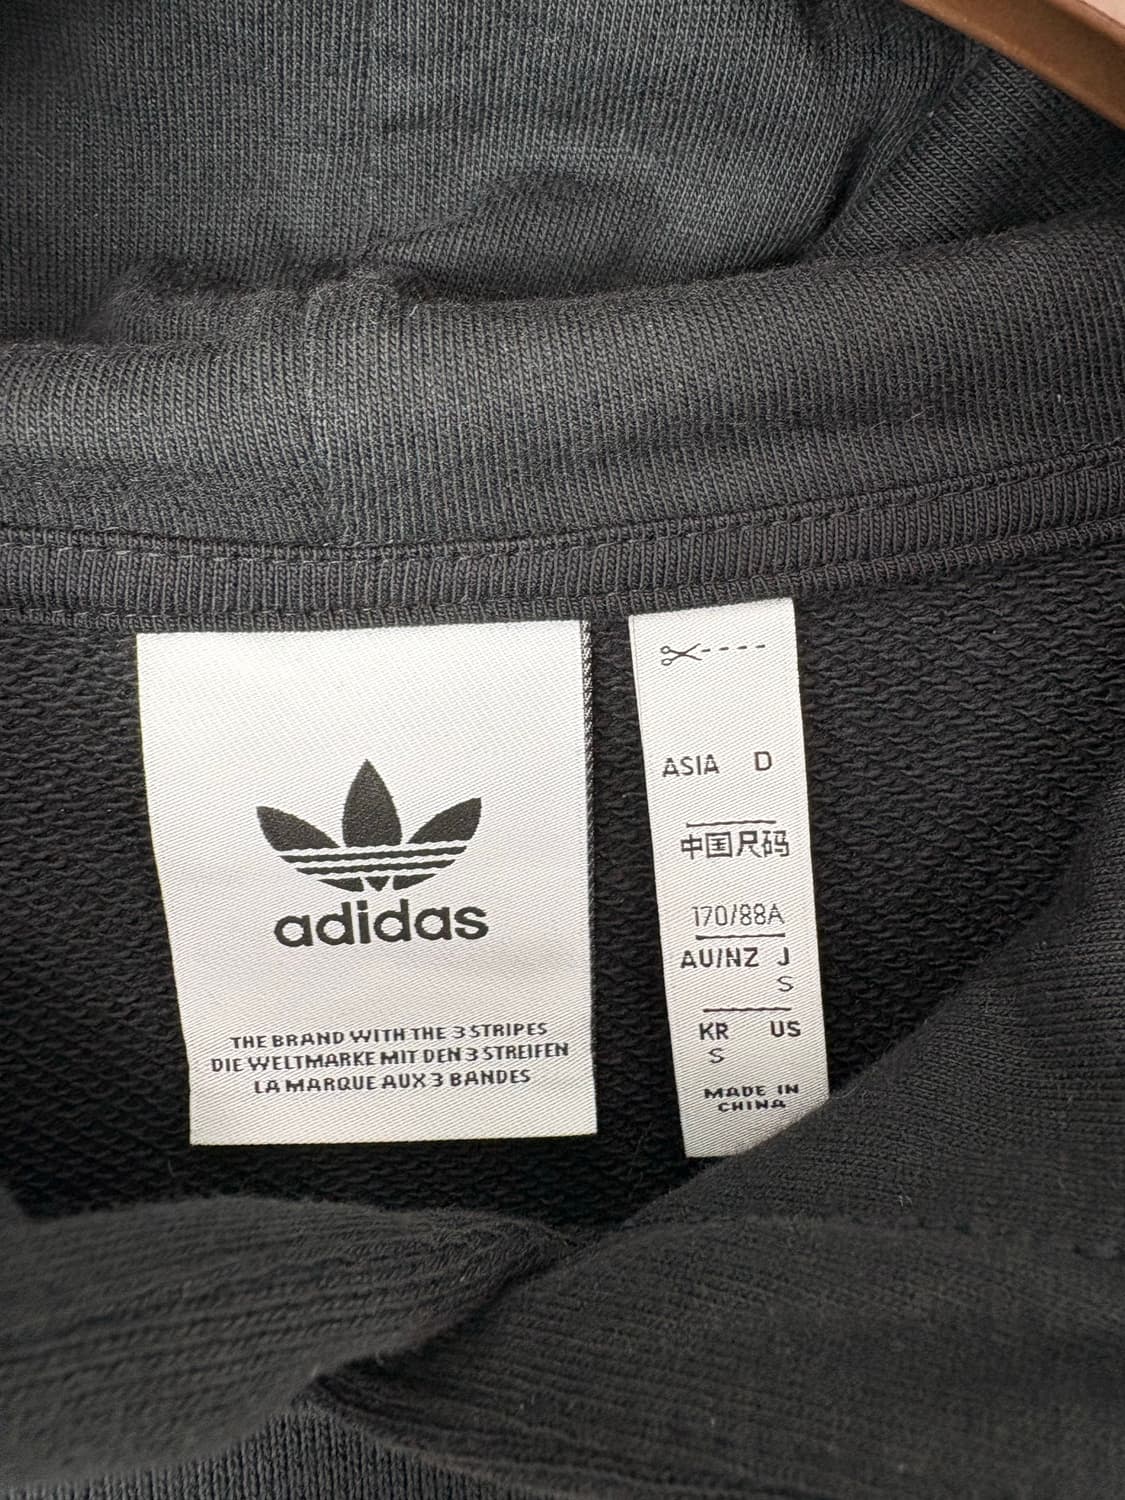 adidas
THE BRAND WITH THE 3 STRIPES
DIE WELTMARKE MIT DEN 3 STREIFEN
LA MARQUE AUX 3 BANDES
ASIA D
中国尺码
170/88A
AU/NZ J
S
KR US
S
MADE IN
CHINA